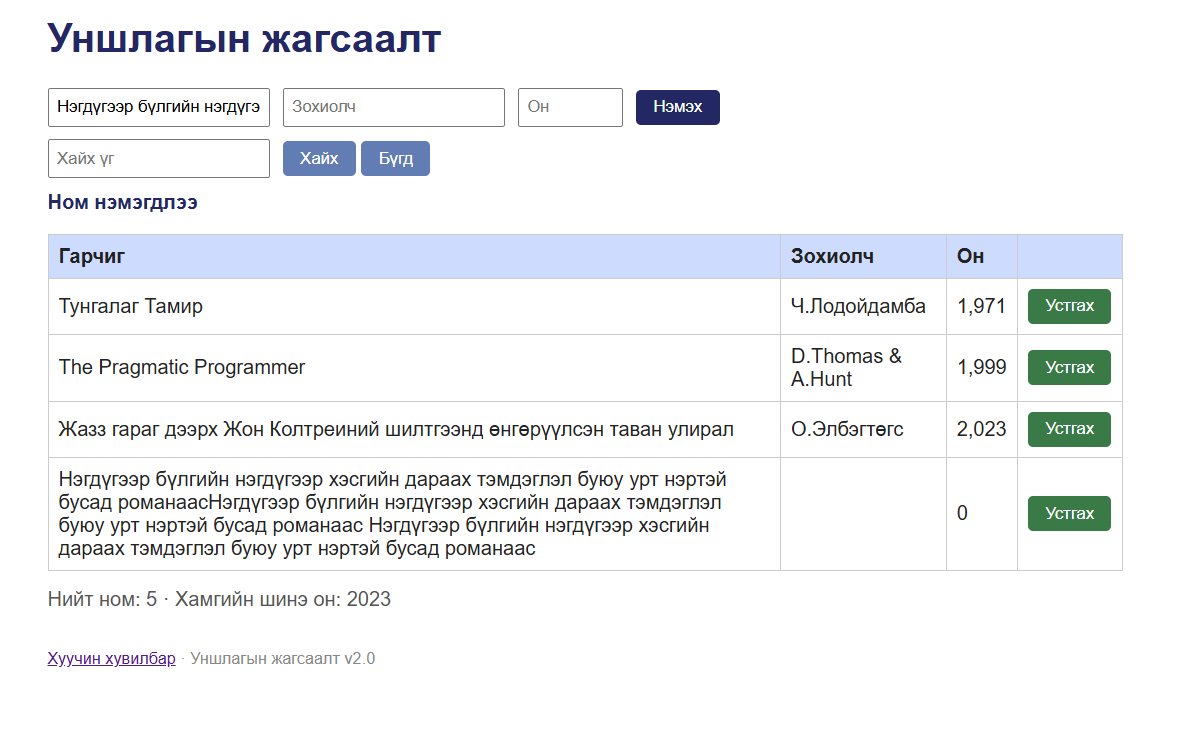 Уншлагын жагсаалт
Нэгдүгээр бүлгийн нэгдүгэ Зохиолч Он Нэмэх
Хайх үг Хайх Бүгд
Ном нэмэгдлээ
Гарчиг Зохиолч Он
Тунгалаг Тамир Ч.Лодойдамба 1,971 Устгах
The Pragmatic Programmer D.Thomas & A.Hunt 1,999 Устгах
Жазз гараг дээрх Жон Колтреиний шилтгээнд өнгөрүүлсэн таван улирал О.Элбэгтөгс 2,023 Устгах
Нэгдүгээр бүлгийн нэгдүгээр хэсгийн дараах тэмдэглэл буюу урт нэртэй
бусад романаасНэгдүгээр бүлгийн нэгдүгээр хэсгийн дараах тэмдэглэл
буюу урт нэртэй бусад романаас Нэгдүгээр бүлгийн нэгдүгээр хэсгийн
дараах тэмдэглэл буюу урт нэртэй бусад романаас
0 Устгах
Нийт ном: 5 · Хамгийн шинэ он: 2023
Хуучин хувилбар · Уншлагын жагсаалт v2.0